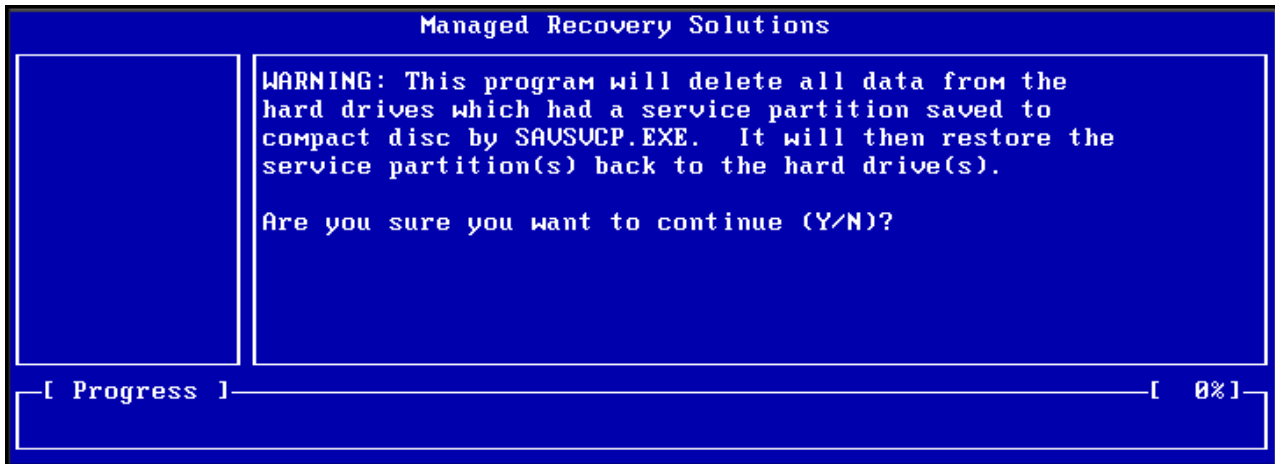 Managed Recovery Solutions
WARNING: This program will delete all data from the
hard drives which had a service partition saved to
compact disc by SAVSVCP.EXE.  It will then restore the
service partition(s) back to the hard drive(s).
Are you sure you want to continue (Y/N)?
[ Progress ] [ 0%]